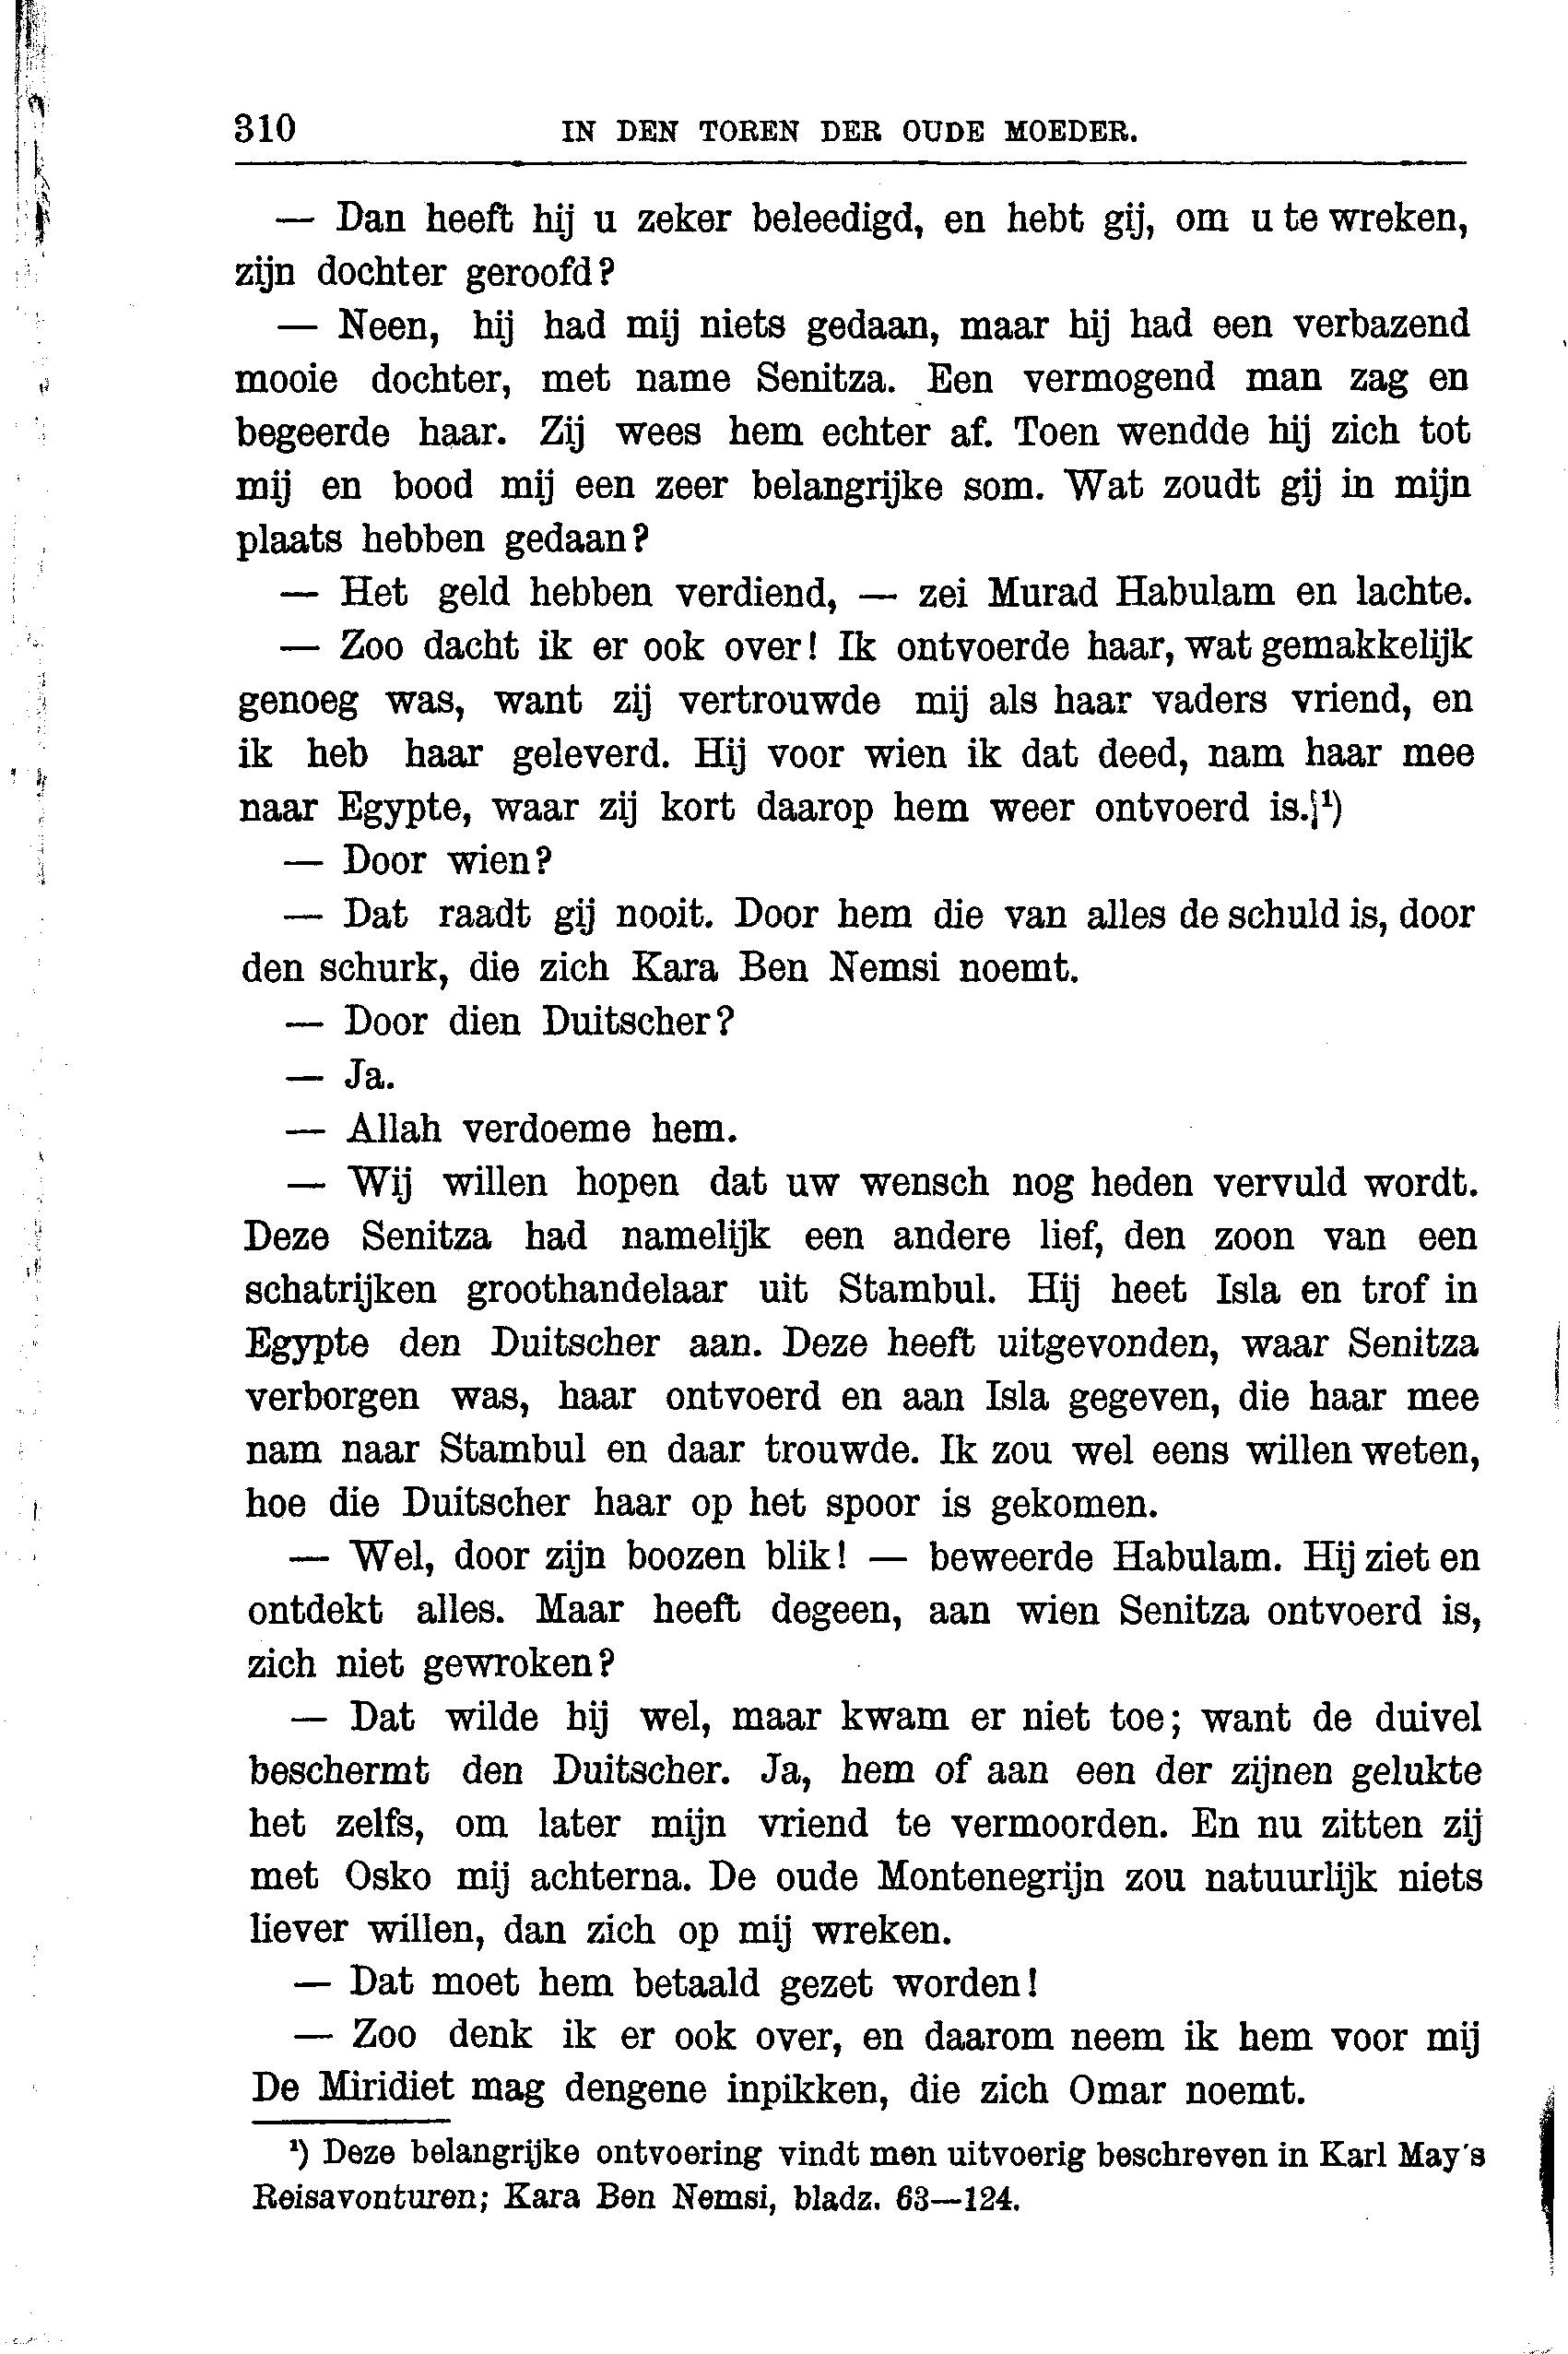 310 IN DEN TOREN DER OUDE MOEDER.
— Dan heeft hij u zeker beleedigd, en hebt gij, om u te wreken,
zijn dochter geroofd?
— Neen, hij had mij niets gedaan, maar hij had een verbazend
mooie dochter, met name Senitza. Een vermogend man zag en
begeerde haar. Zij wees hem echter af. Toen wendde hij zich tot
mij en bood mij een zeer belangrijke som. Wat zoudt gij in mijn
plaats hebben gedaan?
— Het geld hebben verdiend, — zei Murad Habulam en lachte.
— Zoo dacht ik er ook over! Ik ontvoerde haar, wat gemakkelijk
genoeg was, want zij vertrouwde mij als haar vaders vriend, en
ik heb haar geleverd. Hij voor wien ik dat deed, nam haar mee
naar Egypte, waar zij kort daarop hem weer ontvoerd is.¹)
— Door wien?
— Dat raadt gij nooit. Door hem die van alles de schuld is, door
den schurk, die zich Kara Ben Nemsi noemt.
— Door dien Duitscher?
— Ja.
— Allah verdoeme hem.
— Wij willen hopen dat uw wensch nog heden vervuld wordt.
Deze Senitza had namelijk een andere lief, den zoon van een
schatrijken groothandelaar uit Stambul. Hij heet Isla en trof in
Egypte den Duitscher aan. Deze heeft uitgevonden, waar Senitza
verborgen was, haar ontvoerd en aan Isla gegeven, die haar mee
nam naar Stambul en daar trouwde. Ik zou wel eens willen weten,
hoe die Duitscher haar op het spoor is gekomen.
— Wel, door zijn boozen blik! — beweerde Habulam. Hij ziet en
ontdekt alles. Maar heeft degeen, aan wien Senitza ontvoerd is,
zich niet gewroken?
— Dat wilde hij wel, maar kwam er niet toe; want de duivel
beschermt den Duitscher. Ja, hem of aan een der zijnen gelukte
het zelfs, om later mijn vriend te vermoorden. En nu zitten zij
met Osko mij achterna. De oude Montenegrijn zou natuurlijk niets
liever willen, dan zich op mij wreken.
— Dat moet hem betaald gezet worden!
— Zoo denk ik er ook over, en daarom neem ik hem voor mij
De Miridiet mag dengene inpikken, die zich Omar noemt.
¹) Deze belangrijke ontvoering vindt men uitvoerig beschreven in Karl May's
Reisavonturen; Kara Ben Nemsi, bladz. 63—124.